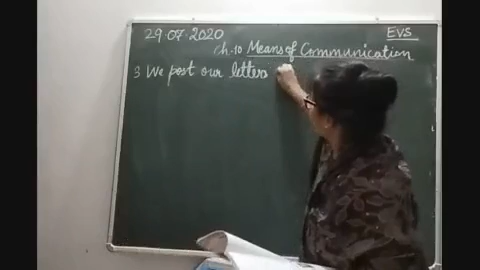 29.07.2020 EVS
Ch-10 Means of Communication
3 We post our letters